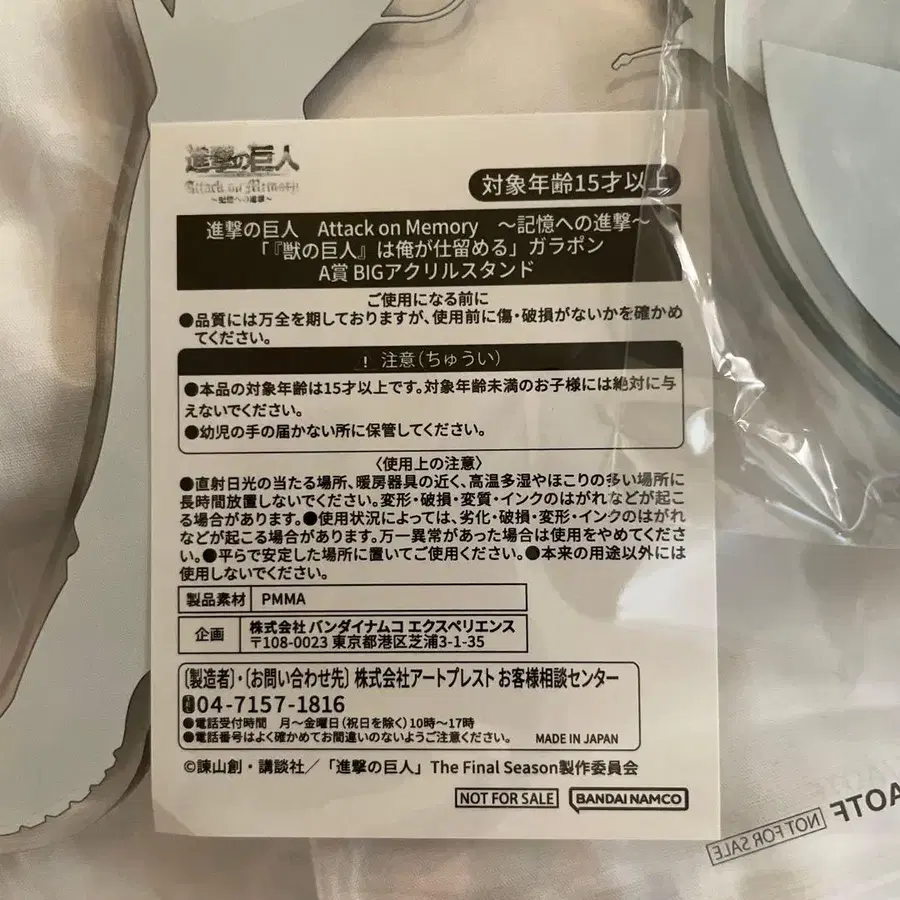 進撃の巨人
Attack on Memory
～記憶への進撃～
対象年齢15才以上
進撃の巨人　Attack on Memory　～記憶への進撃～
「『獣の巨人』は俺が仕留める」ガラポン
A賞 BIGアクリルスタンド
ご使用になる前に
●品質には万全を期しておりますが、使用前に傷・破損がないかを確かめ
てください。
! 注意(ちゅうい)
●本品の対象年齢は15才以上です。対象年齢未満のお子様には絶対に与
えないでください。
●幼児の手の届かない所に保管してください。
〈使用上の注意〉
●直射日光の当たる場所、暖房器具の近く、高温多湿やほこりの多い場所に
長時間放置しないでください。変形・破損・変質・インクのはがれなどが起こ
る場合があります。●使用状況によっては、劣化・破損・変形・インクのはがれ
などが起こる場合があります。万一異常があった場合は使用をやめてくださ
い。●平らで安定した場所に置いてご使用ください。●本来の用途以外には
使用しないでください。
製品素材 PMMA
企画 株式会社 バンダイナムコ エクスペリエンス
〒108-0023 東京都港区芝浦3-1-35
〔製造者〕・〔お問い合わせ先〕 株式会社アートプレスト お客様相談センター
04-7157-1816
●電話受付時間　月～金曜日(祝日を除く)10時～17時
●電話番号はよく確かめてお間違いのないようご注意ください。 MADE IN JAPAN
©諫山創・講談社／「進撃の巨人」The Final Season製作委員会
NOT FOR SALE BANDAI NAMCO
AOTF
NOT FOR SALE